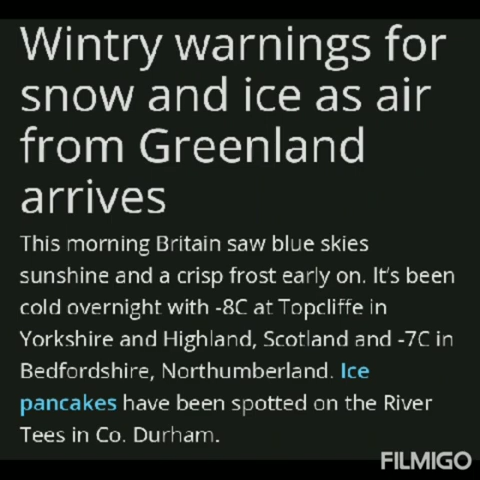 Wintry warnings for
snow and ice as air
from Greenland
arrives
This morning Britain saw blue skies
sunshine and a crisp frost early on. It's been
cold overnight with -8C at Topcliffe in
Yorkshire and Highland, Scotland and -7C in
Bedfordshire, Northumberland. Ice
pancakes have been spotted on the River
Tees in Co. Durham.
FILMIGO